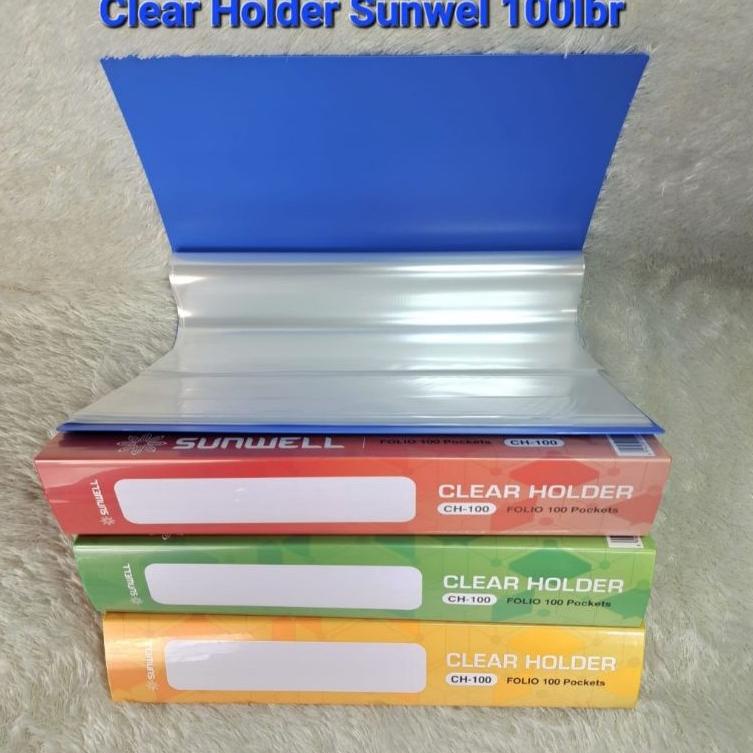 Clear Holder Sunwel 100lbr
SUNWELL FOLIO 100 Pockets CH-100
SUNWELL
CLEAR HOLDER
CH-100 FOLIO 100 Pockets
SUNWELL
CLEAR HOLDER
CH-100 FOLIO 100 Pockets
SUNWELL
CLEAR HOLDER
CH-100 FOLIO 100 Pockets